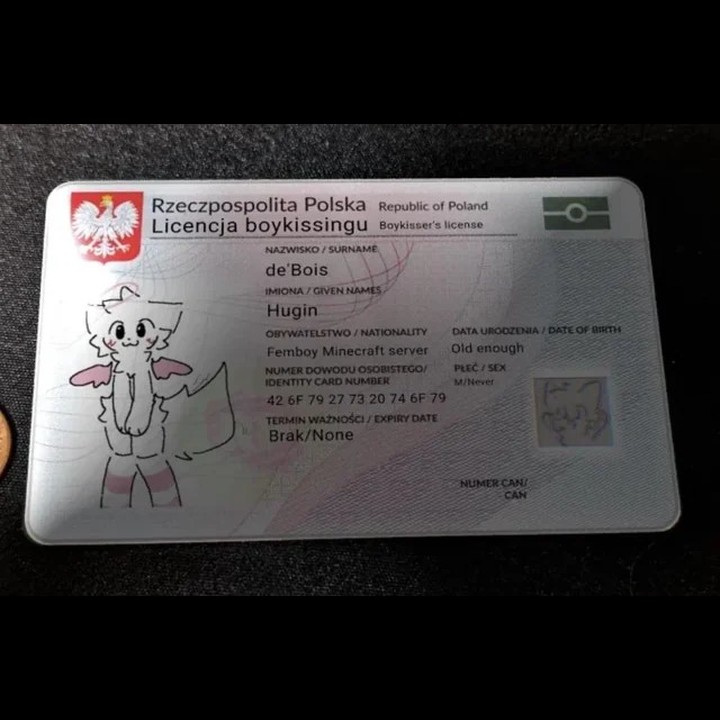 Rzeczpospolita Polska Republic of Poland
Licencja boykissingu Boykisser's license
NAZWISKO / SURNAME
de'Bois
IMIONA / GIVEN NAMES
Hugin
OBYWATELSTWO / NATIONALITY DATA URODZENIA / DATE OF BIRTH
Femboy Minecraft server Old enough
NUMER DOWODU OSOBISTEGO/ PŁEĆ / SEX
IDENTITY CARD NUMBER M/Never
42 6F 79 27 73 20 74 6F 79
TERMIN WAŻNOŚCI / EXPIRY DATE
Brak/None
NUMER CAN/
CAN